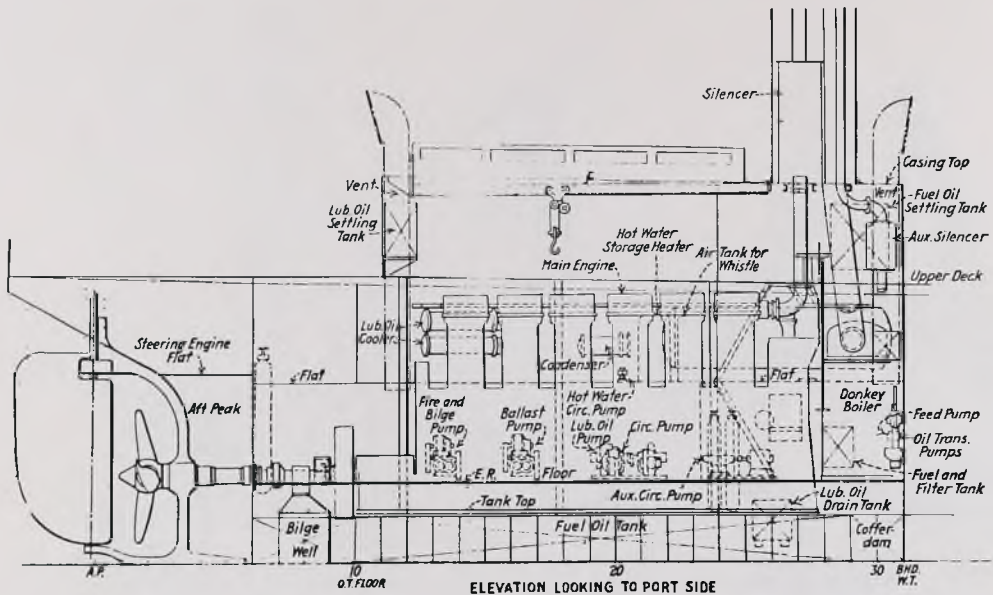 Silencer
Casing Top
Vent.
Vent
Fuel Oil
Settling Tank
Lub. Oil
Settling
Tank
Aux. Silencer
Hot Water
Storage Heater
Main Engine
Air Tank for
Whistle
Upper Deck
Lub. Oil
Cooler
Steering Engine
Flat
Flat
Condenser
Flat
Aft Peak
Donkey
Boiler
Fire and
Bilge
Pump
Ballast
Pump
Hot Water
Circ. Pump
Lub. Oil
Pump
Circ. Pump
Feed Pump
Oil Trans.
Pumps
E.R. Floor
Fuel and
Filter Tank
Tank Top
Aux. Circ. Pump
Lub. Oil
Drain Tank
Bilge
Well
Fuel Oil Tank
Coffer-
dam
A.P.
10
O.T. FLOOR
20
30
BHD.
W.T.
ELEVATION LOOKING TO PORT SIDE